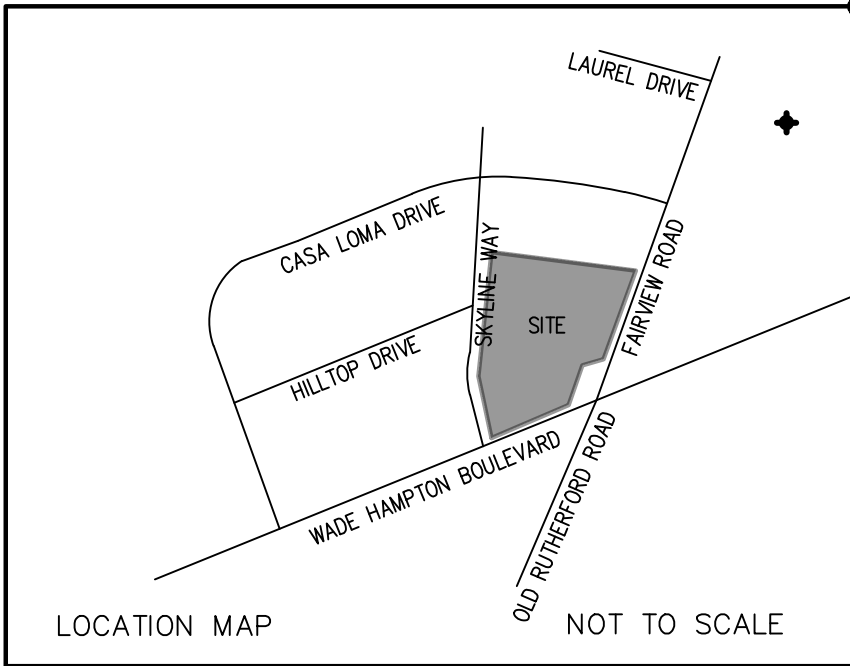 LAUREL DRIVE
CASA LOMA DRIVE
SKYLINE WAY
FAIRVIEW ROAD
SITE
HILLTOP DRIVE
WADE HAMPTON BOULEVARD
OLD RUTHERFORD ROAD
LOCATION MAP
NOT TO SCALE